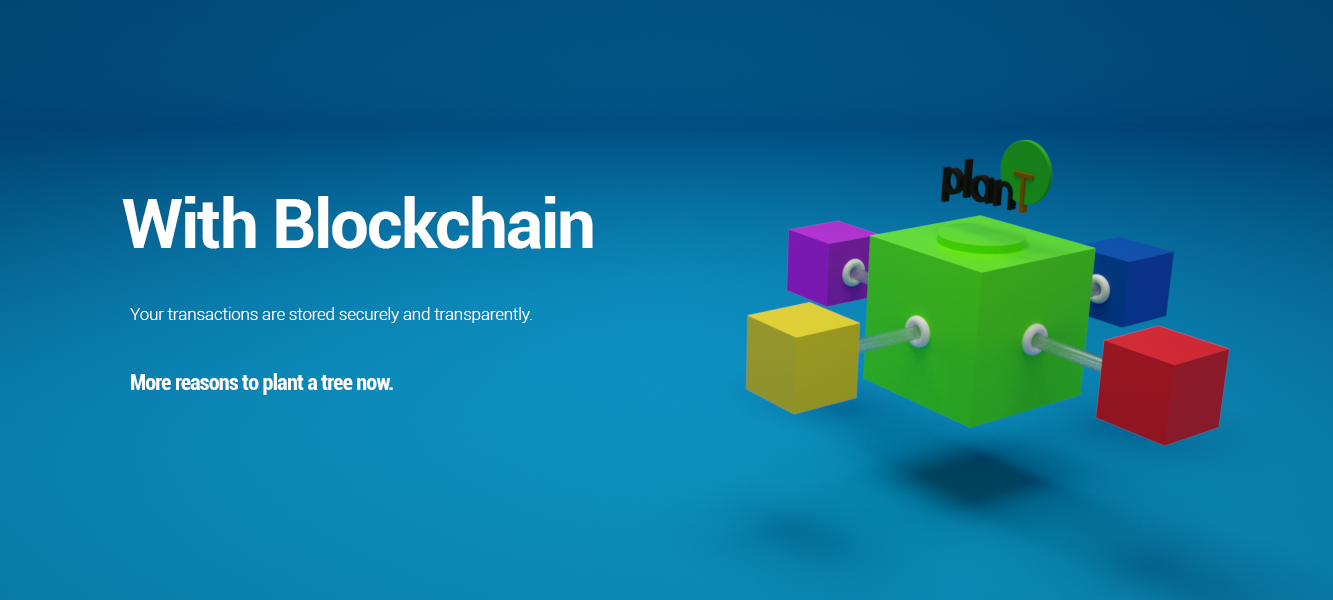 With Blockchain
Your transactions are stored securely and transparently.
More reasons to plant a tree now.
planT